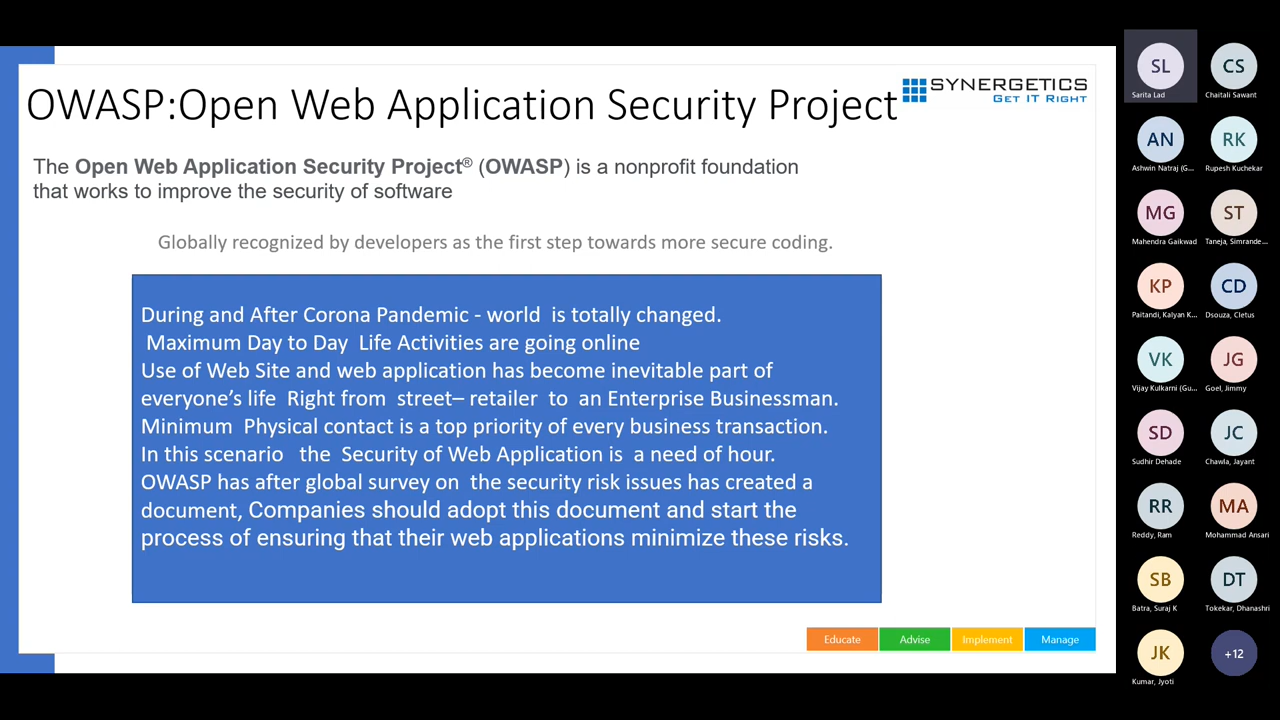 OWASP:Open Web Application Security Project
SYNERGETICS
GET IT RIGHT
The Open Web Application Security Project® (OWASP) is a nonprofit foundation
that works to improve the security of software
Globally recognized by developers as the first step towards more secure coding.
During and After Corona Pandemic - world is totally changed.
Maximum Day to Day Life Activities are going online
Use of Web Site and web application has become inevitable part of
everyone’s life Right from street– retailer to an Enterprise Businessman.
Minimum Physical contact is a top priority of every business transaction.
In this scenario the Security of Web Application is a need of hour.
OWASP has after global survey on the security risk issues has created a
document, Companies should adopt this document and start the
process of ensuring that their web applications minimize these risks.
Educate Advise Implement Manage
SL CS
Sarita Lad Chaitali Sawant
AN RK
Ashwin Natraj (G... Rupesh Kuchekar
MG ST
Mahendra Gaikwad Taneja, Simrande...
KP CD
Paitandi, Kalyan K... Dsouza, Cletus
VK JG
Vijay Kulkarni (Gu... Goel, Jimmy
SD JC
Sudhir Dehade Chawla, Jayant
RR MA
Reddy, Ram Mohammad Ansari
SB DT
Batra, Suraj K Tokekar, Dhanashri
JK +12
Kumar, Jyoti